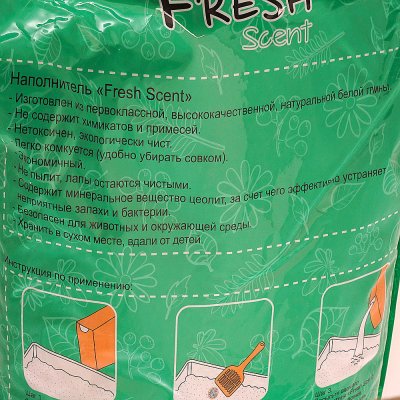 FRESH
Scent
Наполнитель «Fresh Scent»
- Изготовлен из первоклассной, высококачественной, натуральной белой глины.
- Не содержит химикатов и примесей.
- Нетоксичен, экологически чист.
- Легко комкуется (удобно убирать совком).
экономичный
- Не пылит, лапы остаются чистыми.
- Содержит минеральное вещество цеолит, за счет чего эффективно устраняет
неприятные запахи и бактерии.
- Безопасен для животных и окружающей среды.
- Хранить в сухом месте, вдали от детей.
Инструкция по применению: